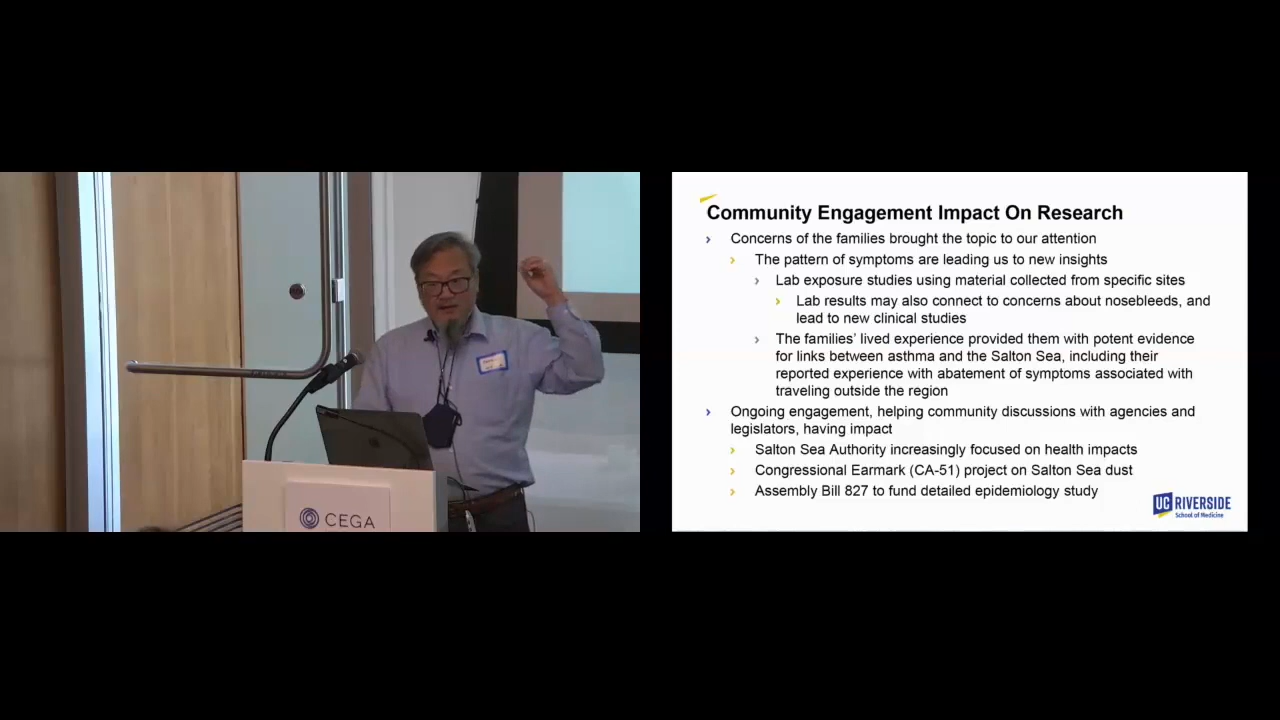 CEGA
Community Engagement Impact On Research
› Concerns of the families brought the topic to our attention
› The pattern of symptoms are leading us to new insights
› Lab exposure studies using material collected from specific sites
› Lab results may also connect to concerns about nosebleeds, and
lead to new clinical studies
› The families' lived experience provided them with potent evidence
for links between asthma and the Salton Sea, including their
reported experience with abatement of symptoms associated with
traveling outside the region
› Ongoing engagement, helping community discussions with agencies and
legislators, having impact
› Salton Sea Authority increasingly focused on health impacts
› Congressional Earmark (CA-51) project on Salton Sea dust
› Assembly Bill 827 to fund detailed epidemiology study
UC RIVERSIDE
School of Medicine